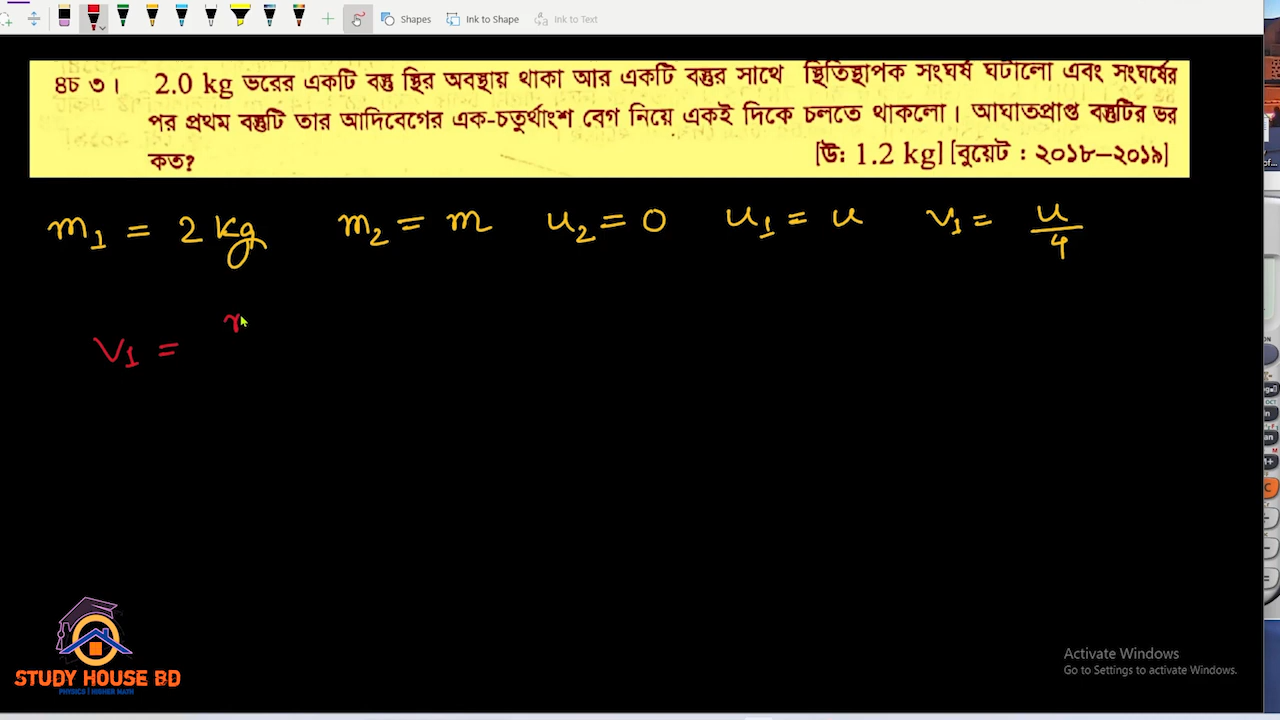 Shapes Ink to Shape Ink to Text
৪চ ৩। 2.0 kg ভরের একটি বস্তু স্থির অবস্থায় থাকা আর একটি বস্তুর সাথে স্থিতিস্থাপক সংঘর্ষ ঘটালো এবং সংঘর্ষের
পর প্রথম বস্তুটি তার আদিবেগের এক-চতুর্থাংশ বেগ নিয়ে একই দিকে চলতে থাকলো। আঘাতপ্রাপ্ত বস্তুটির ভর
কত? [উঃ 1.2 kg] [বুয়েট : ২০১৮–২০১৯]
m₁ = 2 kg m₂ = m u₂ = 0 u₁ = u v₁ = u/4
v₁ =
Activate Windows
Go to Settings to activate Windows.
STUDY HOUSE BD
PHYSICS | HIGHER MATH